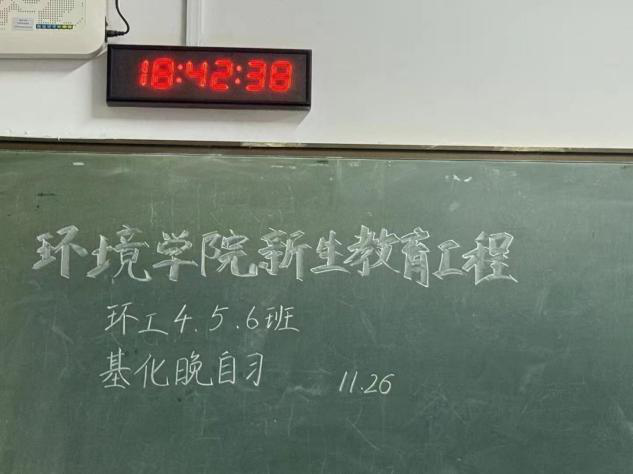 18:42:38
环境学院新生教育工程
环工4.5.6班
基化晚自习 11.26